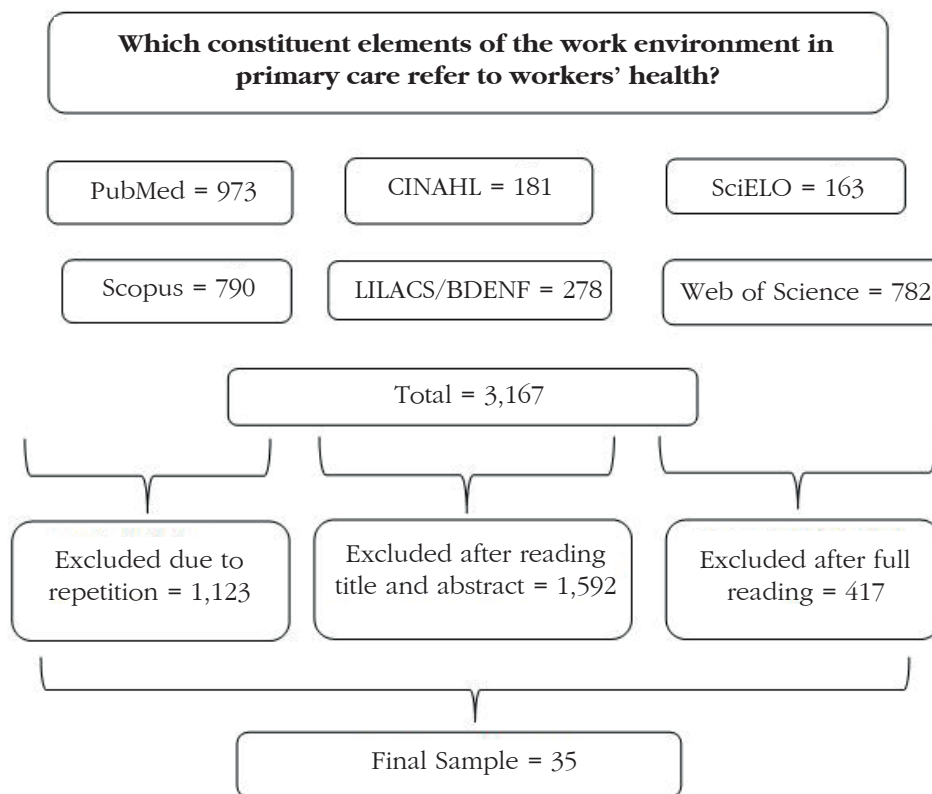 Which constituent elements of the work environment in
primary care refer to workers' health?
PubMed = 973
CINAHL = 181
SciELO = 163
Scopus = 790
LILACS/BDENF = 278
Web of Science = 782
Total = 3,167
Excluded due to
repetition = 1,123
Excluded after reading
title and abstract = 1,592
Excluded after full
reading = 417
Final Sample = 35